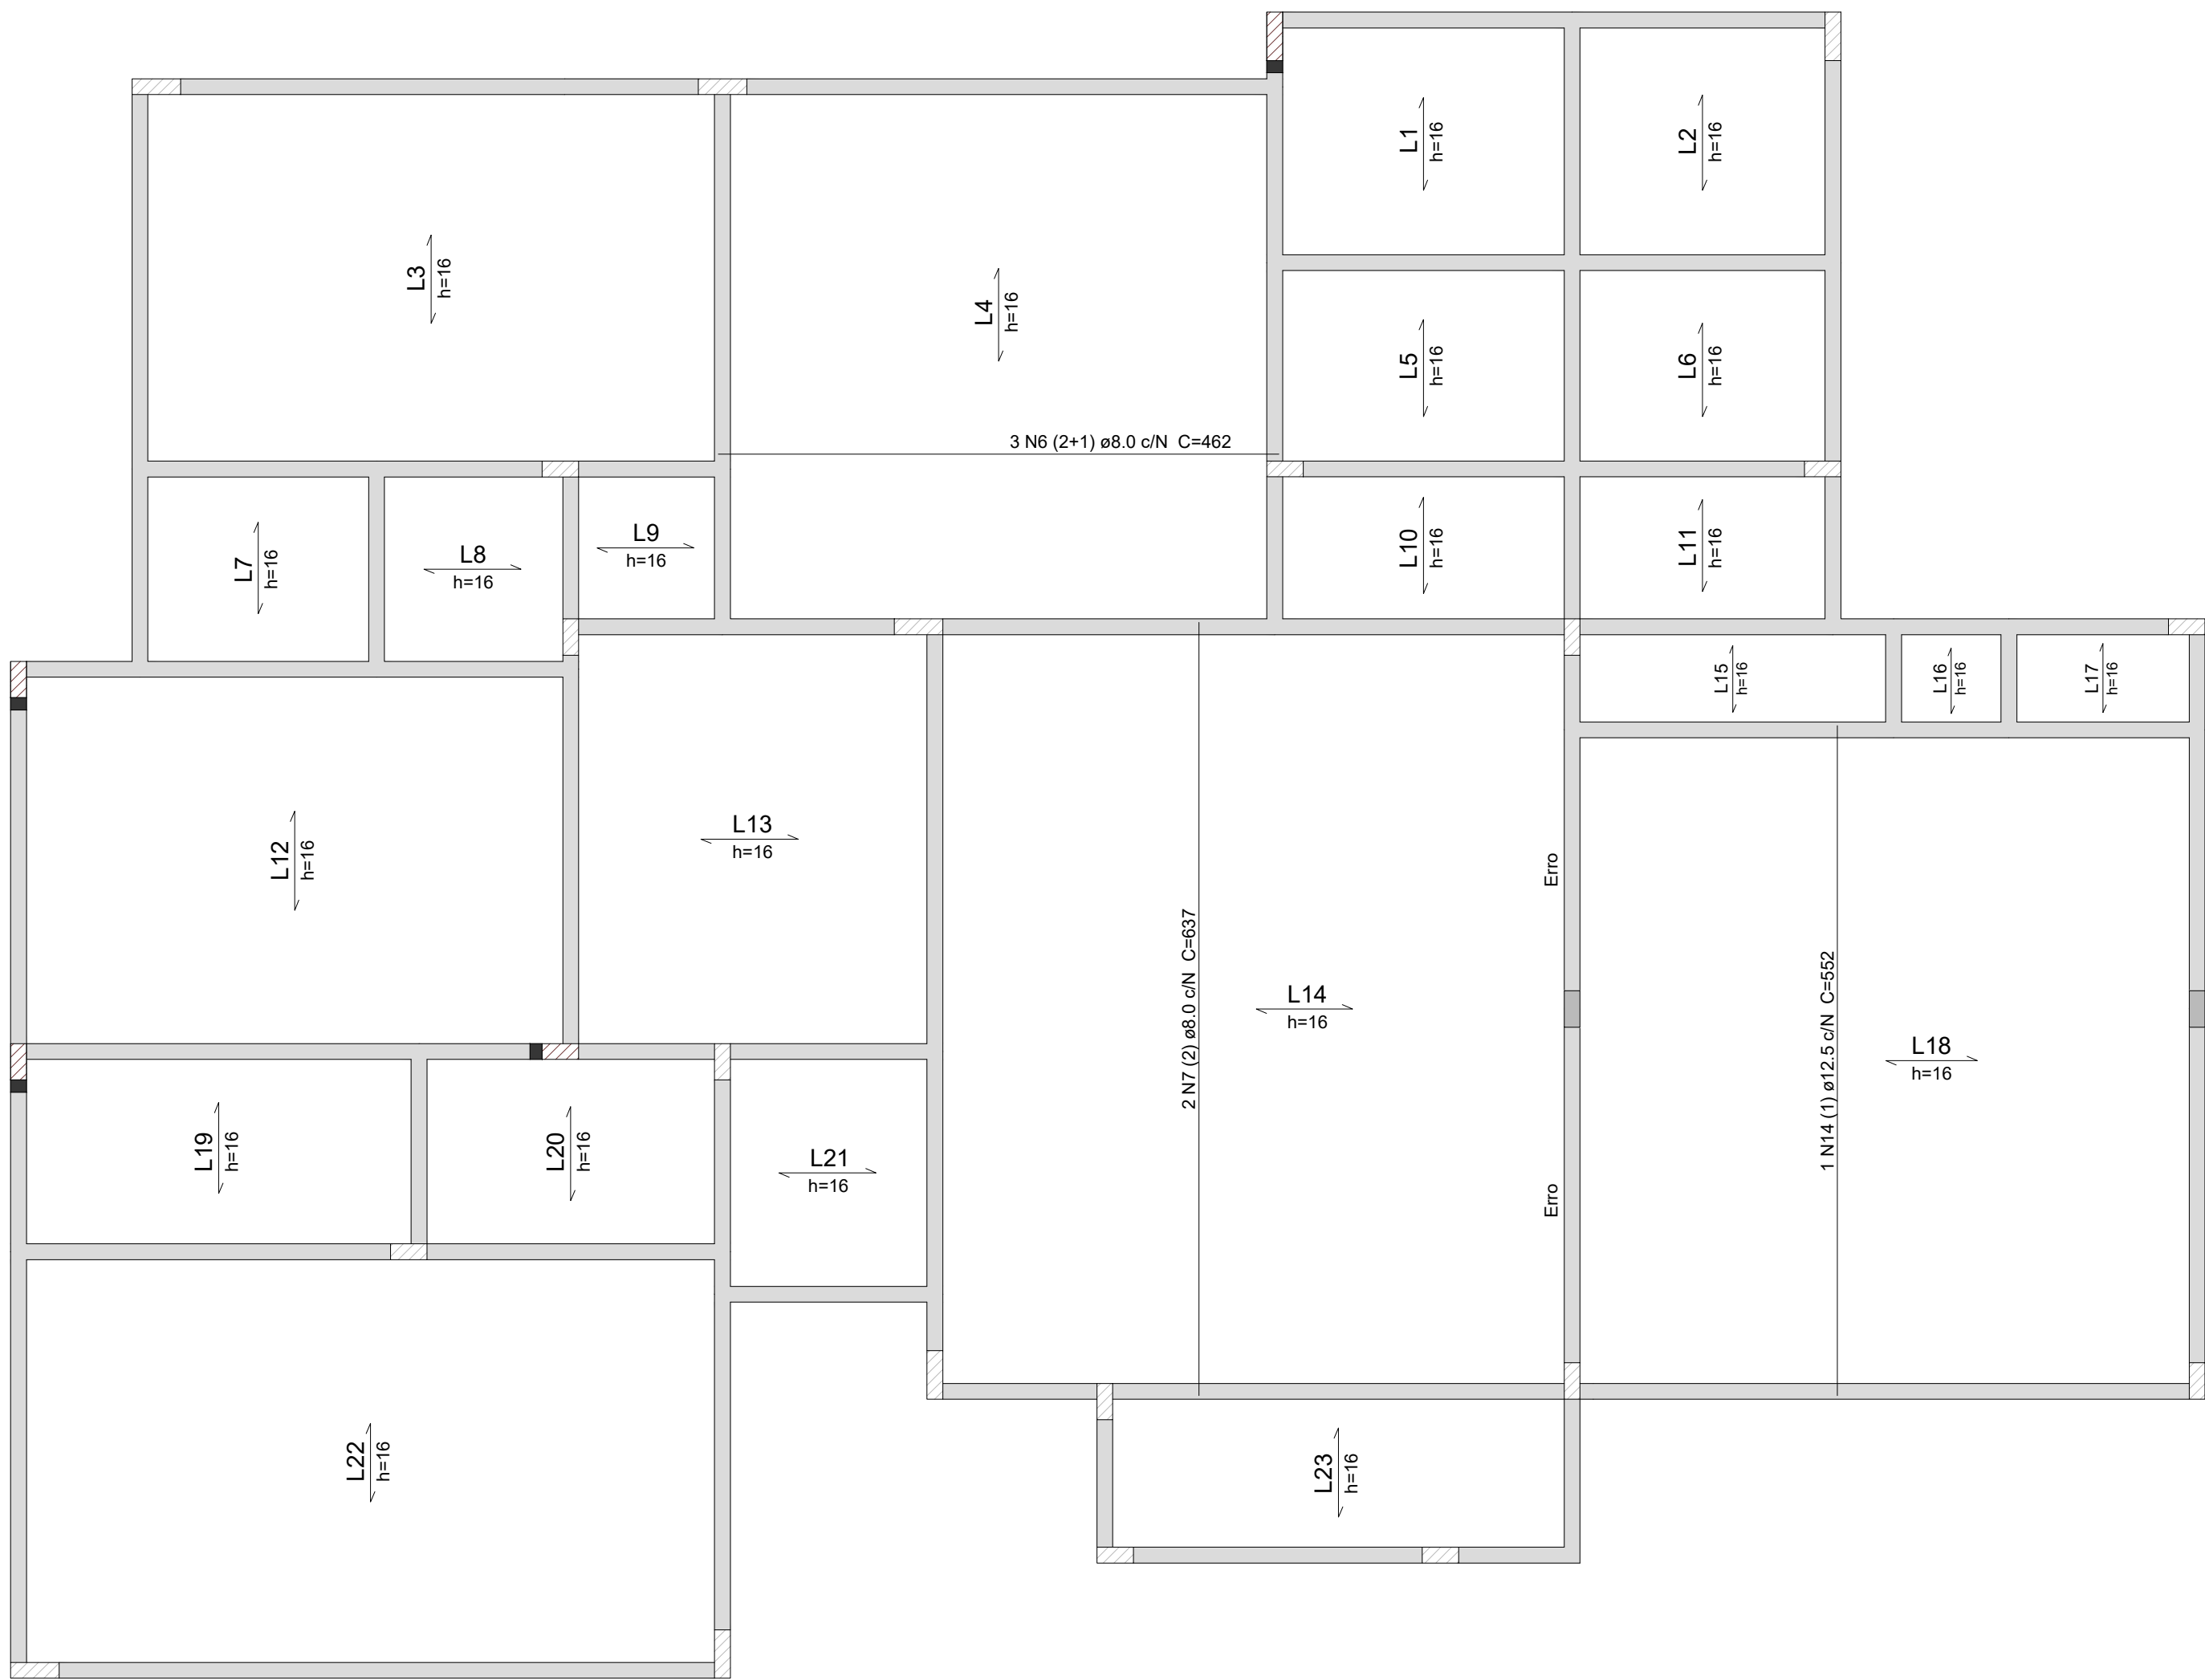 L1
h=16
L2
h=16
L3
h=16
L4
h=16
L5
h=16
L6
h=16
3 N6 (2+1) ø8.0 c/N C=462
L7
h=16
L8
h=16
L9
h=16
L10
h=16
L11
h=16
L15
h=16
L16
h=16
L17
h=16
L12
h=16
L13
h=16
Erro
2 N7 (2) ø8.0 c/N C=637
L14
h=16
1 N14 (1) ø12.5 c/N C=552
L18
h=16
L19
h=16
L20
h=16
L21
h=16
Erro
L22
h=16
L23
h=16